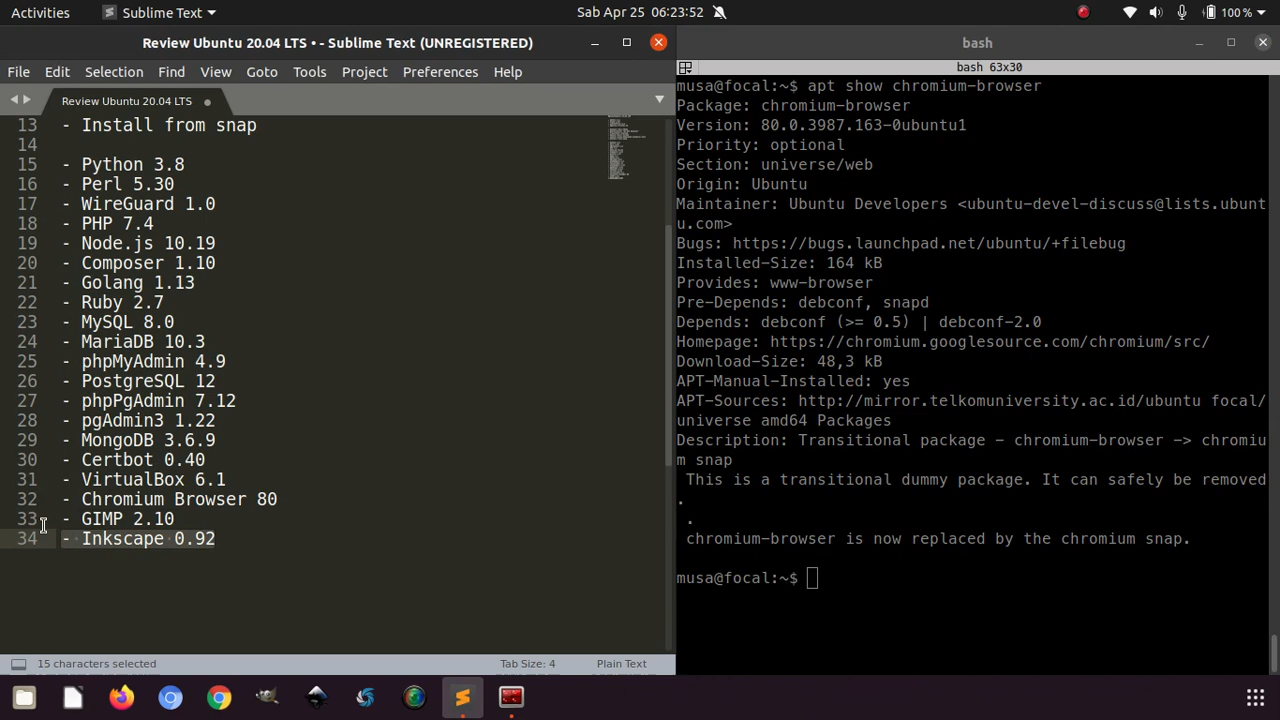 Activities
Sublime Text
Sab Apr 25 06:23:52
100 %
Review Ubuntu 20.04 LTS • - Sublime Text (UNREGISTERED)
File Edit Selection Find View Goto Tools Project Preferences Help
Review Ubuntu 20.04 LTS
13 - Install from snap
14
15 - Python 3.8
16 - Perl 5.30
17 - WireGuard 1.0
18 - PHP 7.4
19 - Node.js 10.19
20 - Composer 1.10
21 - Golang 1.13
22 - Ruby 2.7
23 - MySQL 8.0
24 - MariaDB 10.3
25 - phpMyAdmin 4.9
26 - PostgreSQL 12
27 - phpPgAdmin 7.12
28 - pgAdmin3 1.22
29 - MongoDB 3.6.9
30 - Certbot 0.40
31 - VirtualBox 6.1
32 - Chromium Browser 80
33 - GIMP 2.10
34 - Inkscape 0.92
15 characters selected
Tab Size: 4
Plain Text
bash
bash 63x30
musa@focal:~$ apt show chromium-browser
Package: chromium-browser
Version: 80.0.3987.163-0ubuntu1
Priority: optional
Section: universe/web
Origin: Ubuntu
Maintainer: Ubuntu Developers <ubuntu-devel-discuss@lists.ubunt
u.com>
Bugs: https://bugs.launchpad.net/ubuntu/+filebug
Installed-Size: 164 kB
Provides: www-browser
Pre-Depends: debconf, snapd
Depends: debconf (>= 0.5) | debconf-2.0
Homepage: https://chromium.googlesource.com/chromium/src/
Download-Size: 48,3 kB
APT-Manual-Installed: yes
APT-Sources: http://mirror.telkomuniversity.ac.id/ubuntu focal/
universe amd64 Packages
Description: Transitional package - chromium-browser -> chromiu
m snap
This is a transitional dummy package. It can safely be removed
.
.
chromium-browser is now replaced by the chromium snap.
musa@focal:~$